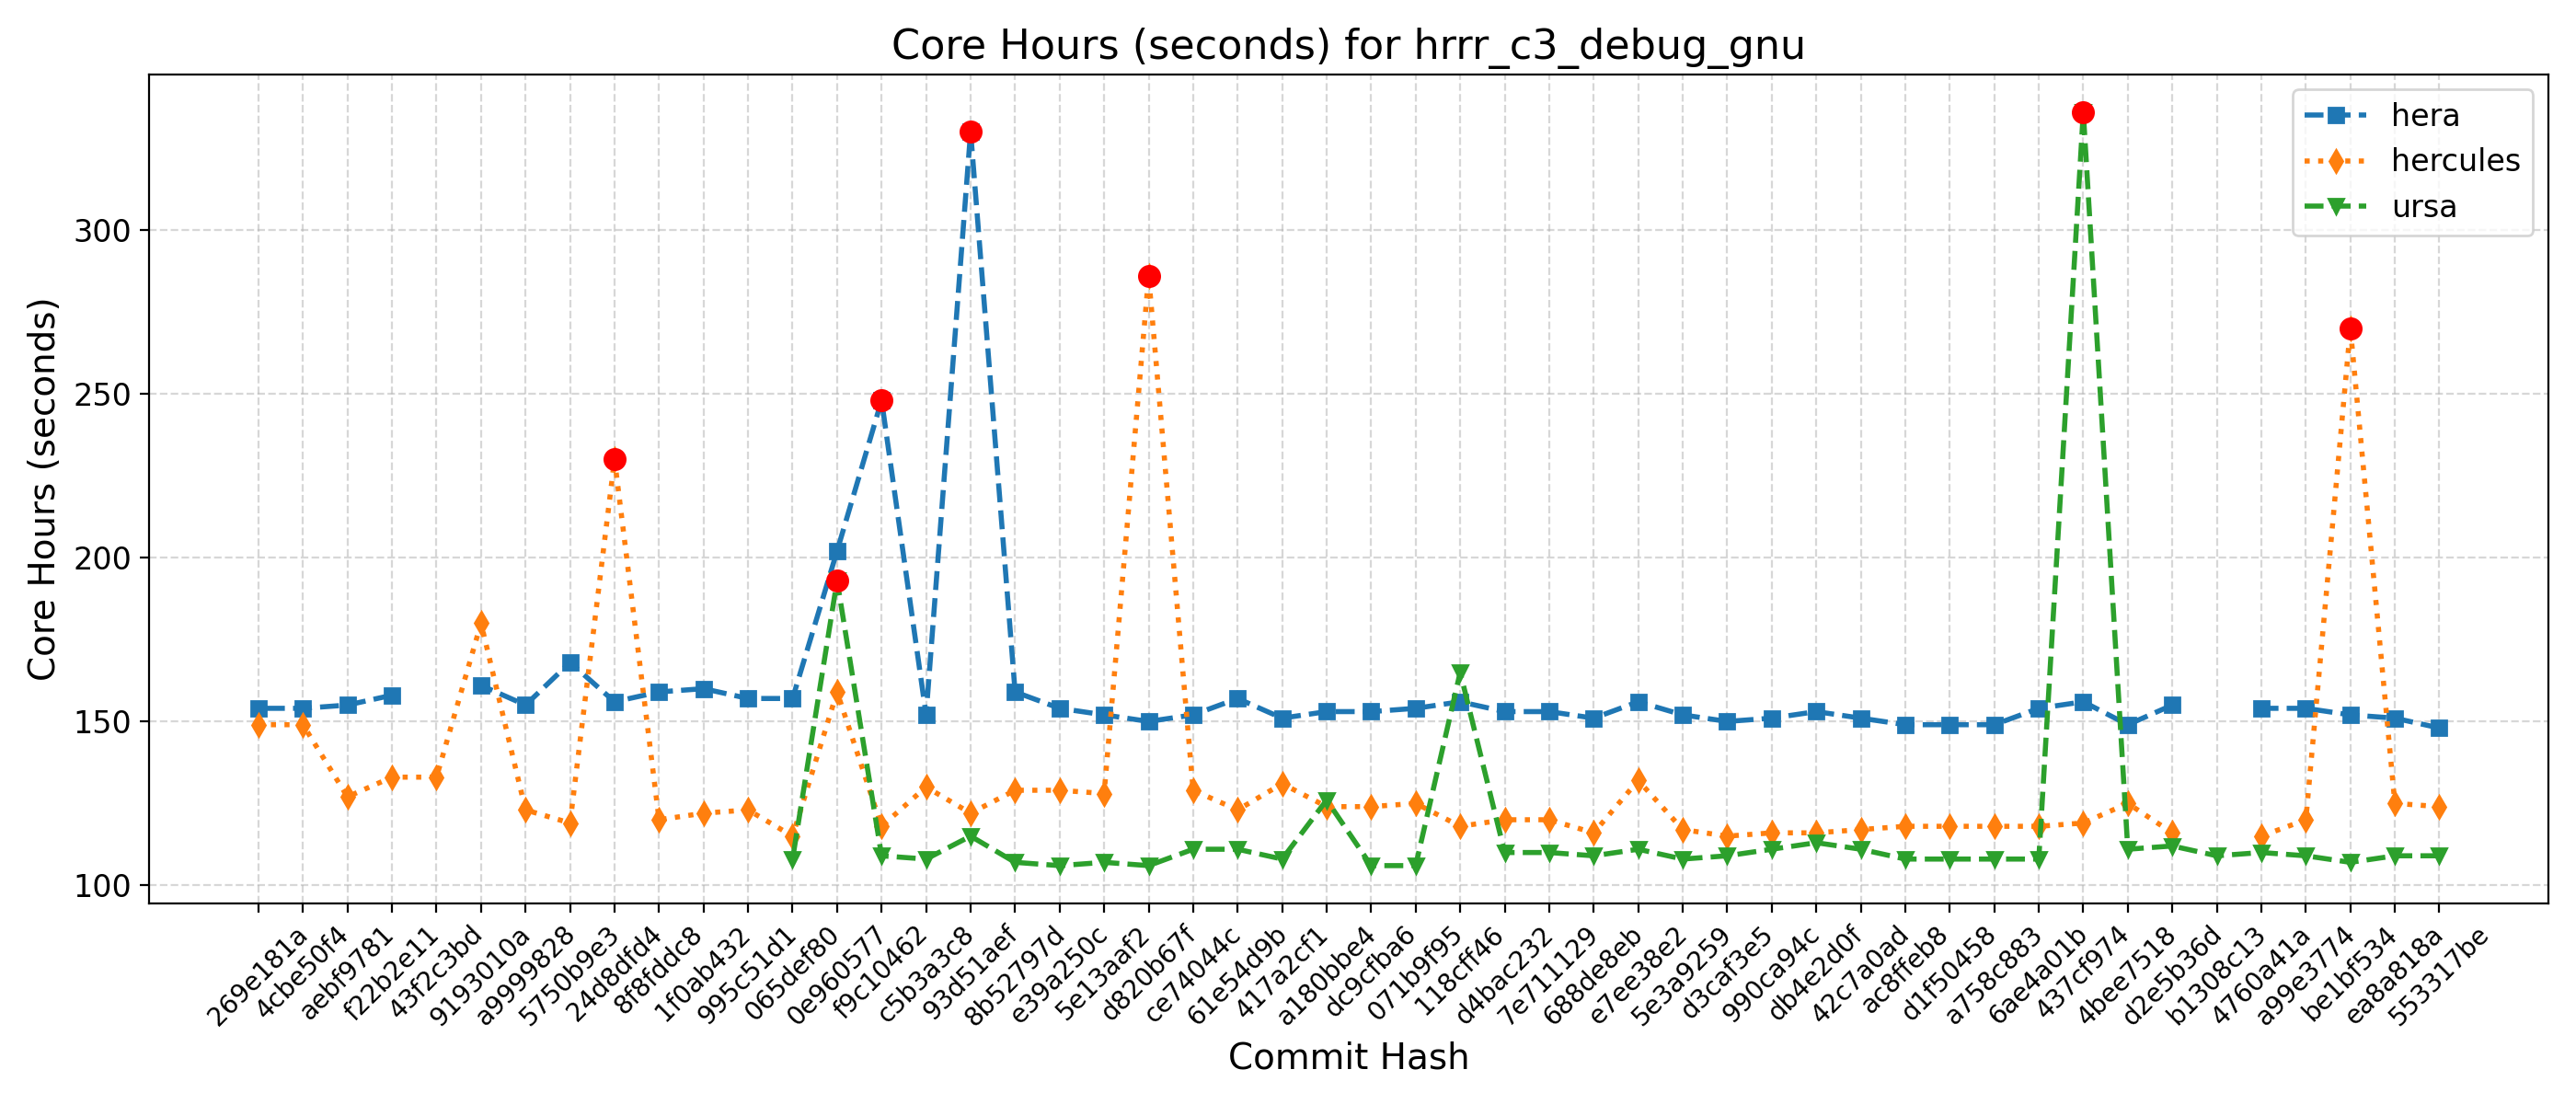 Core Hours (seconds) for hrrr_c3_debug_gnu
hera
hercules
ursa
Core Hours (seconds)
300
250
200
150
100
269e181a
4cbe50f4
aebf9781
f22b2e11
43f2c3bd
9193010a
a9999828
5750b9e3
24d8dfd4
8f8fddc8
1f0ab432
995c51d1
065def80
0e960577
f9c10462
c5b3a3c8
93d51aef
8b52797d
e39a250c
5e13aaf2
d820b67f
ce74044c
61e54d9b
417a2cf1
a180bbe4
dc9cfba6
071b9f95
118cff46
d4bac232
7e711129
688de8eb
e7ee38e2
5e3a9259
d3caf3e5
990ca94c
db4e2d0f
42c7a0ad
ac8ffeb8
d1f50458
a758c883
6ae4a01b
437cf974
4bee7518
d2e5b36d
b1308c13
4760a41a
a99e3774
be1bf534
ea8a818a
553317be
Commit Hash